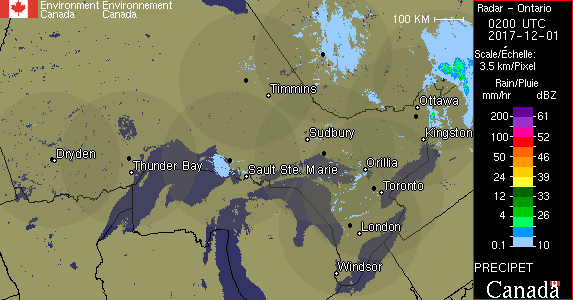 Environment Environnement
Canada Canada
100 KM
Radar - Ontario
0200 UTC
2017-12-01
Scale/Échelle:
3.5 km/Pixel
Rain/Pluie
mm/hr dBZ
200 61
100 52
50 46
24 39
12 33
4 26
0.1 10
PRECIPET
Canada
Timmins
Ottawa
Sudbury
Kingston
Dryden
Thunder Bay
Sault Ste. Marie
Orillia
Toronto
London
Windsor